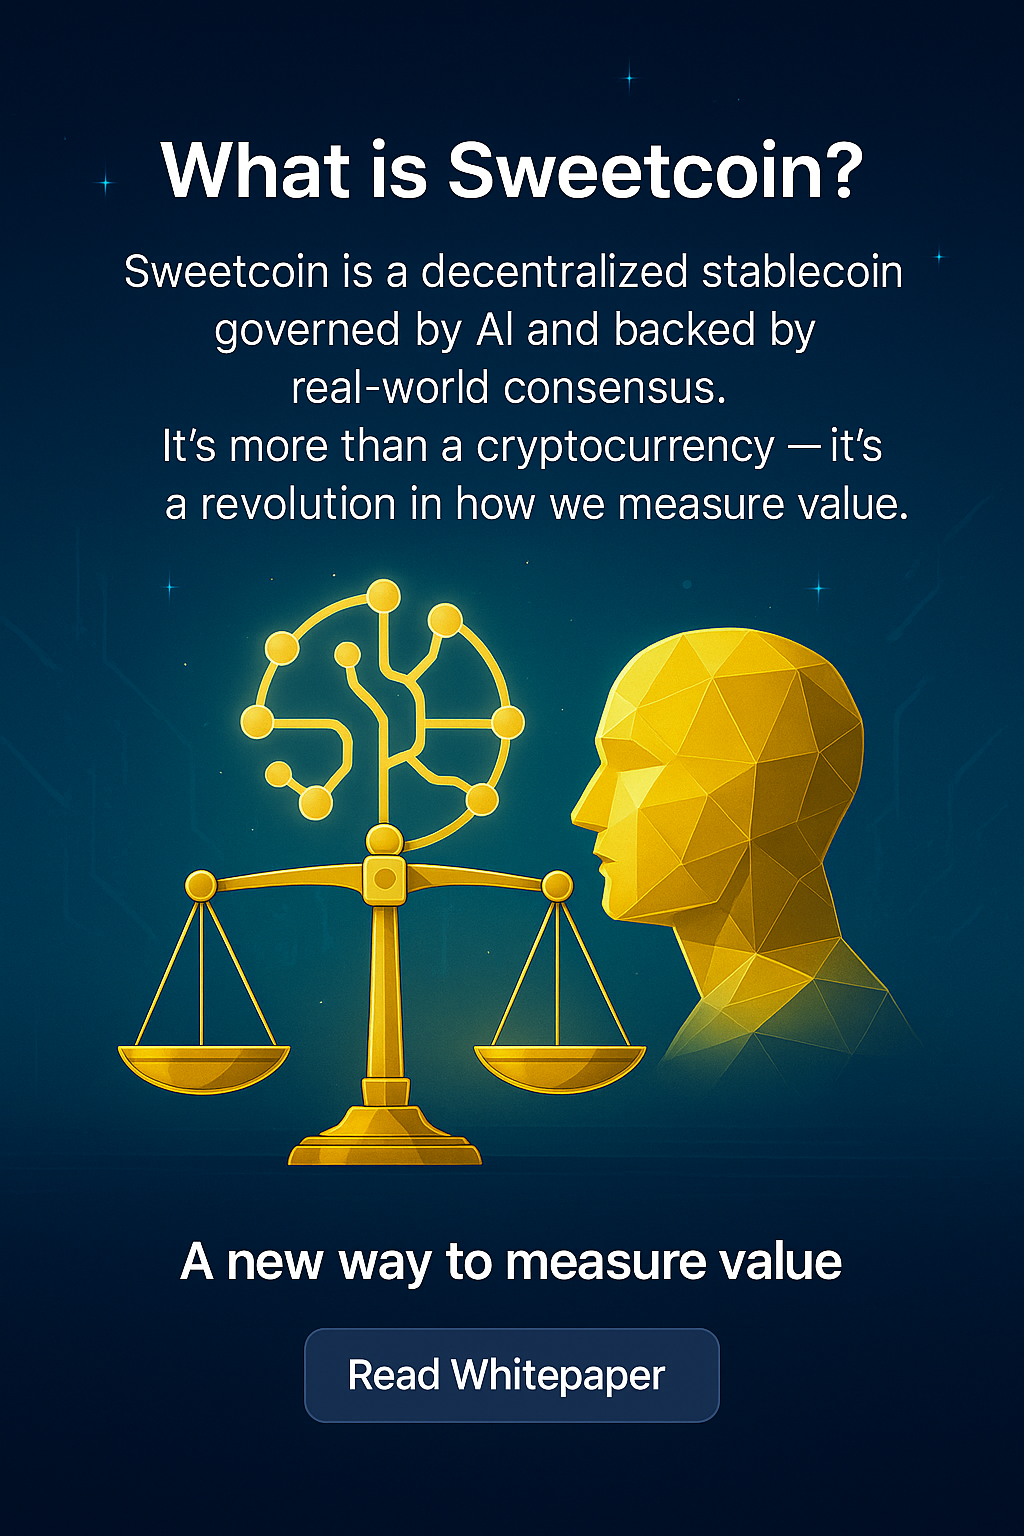 What is Sweetcoin?
Sweetcoin is a decentralized stablecoin
governed by AI and backed by
real-world consensus.
It’s more than a cryptocurrency — it’s
a revolution in how we measure value.
A new way to measure value
Read Whitepaper